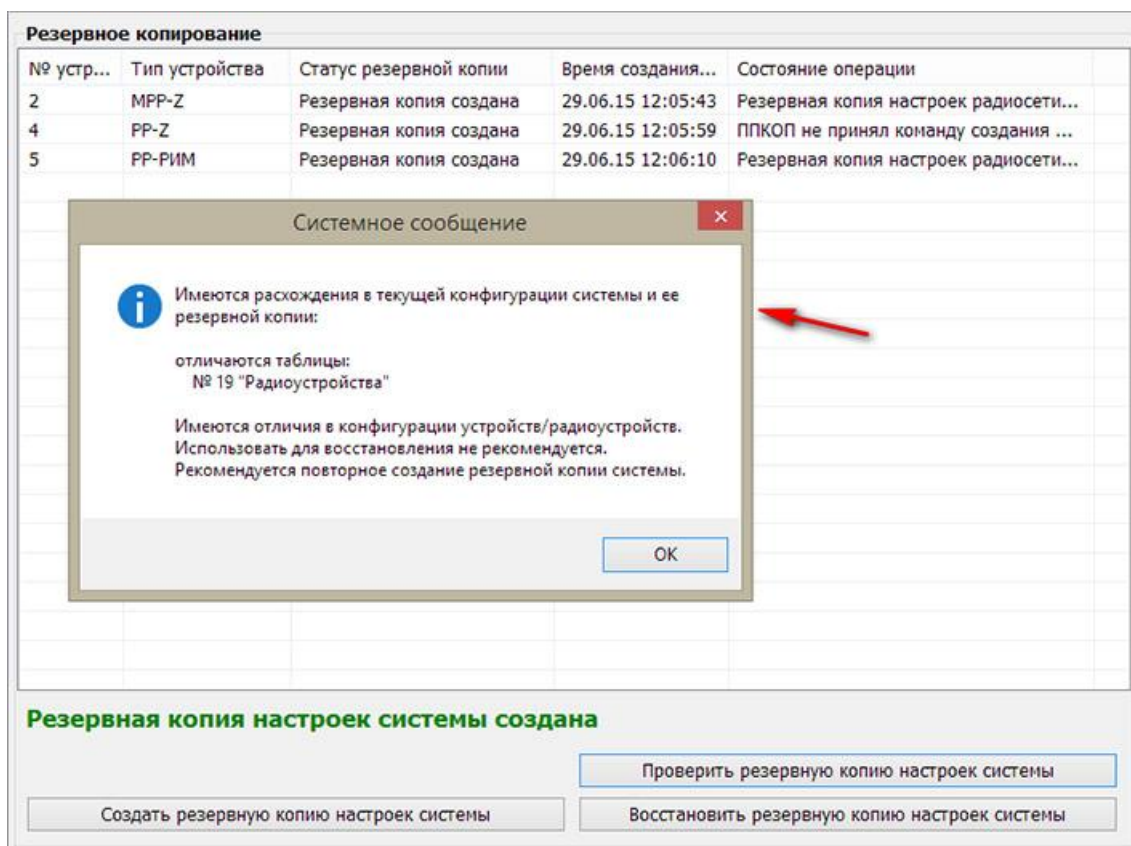 Резервное копирование
№ устр... Тип устройства Статус резервной копии Время создания... Состояние операции
2 MPP-Z Резервная копия создана 29.06.15 12:05:43 Резервная копия настроек радиосети...
4 PP-Z Резервная копия создана 29.06.15 12:05:59 ППКОП не принял команду создания ...
5 PP-РИМ Резервная копия создана 29.06.15 12:06:10 Резервная копия настроек радиосети...
Системное сообщение
Имеются расхождения в текущей конфигурации системы и ее
резервной копии:
отличаются таблицы:
№ 19 "Радиоустройства"
Имеются отличия в конфигурации устройств/радиоустройств.
Использовать для восстановления не рекомендуется.
Рекомендуется повторное создание резервной копии системы.
OK
Резервная копия настроек системы создана
Проверить резервную копию настроек системы
Создать резервную копию настроек системы Восстановить резервную копию настроек системы